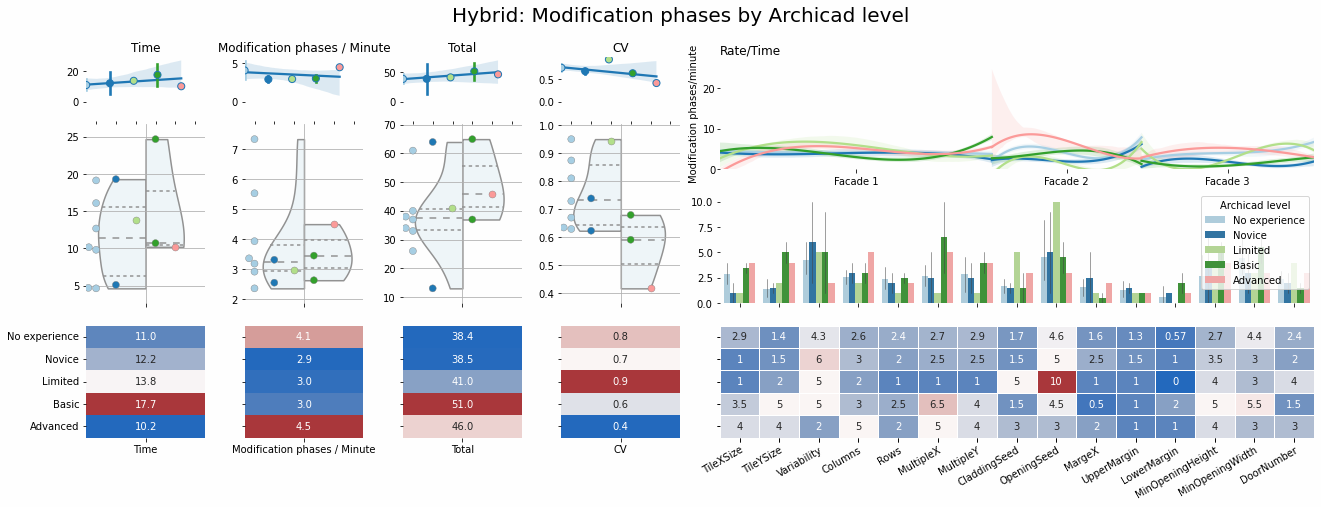 Hybrid: Modification phases by Archicad level
Time
Modification phases / Minute
Total
CV
Rate/Time
20
0
5
0
50
0
0.5
0.0
Modification phases/minute
20
10
0
Facade 1
Facade 2
Facade 3
25
20
15
10
5
7
6
5
4
3
2
70
60
50
40
30
20
10
1.0
0.9
0.8
0.7
0.6
0.5
0.4
10.0
7.5
5.0
2.5
0.0
Archicad level
No experience
Novice
Limited
Basic
Advanced
No experience 11.0 4.1 38.4 0.8 2.9 1.4 4.3 2.6 2.4 2.7 2.9 1.7 4.6 1.6 1.3 0.57 2.7 4.4 2.4
Novice 12.2 2.9 38.5 0.7 1 1.5 6 3 2 2.5 2.5 1.5 5 2.5 1.5 1 3.5 3 2
Limited 13.8 3.0 41.0 0.9 1 2 5 2 1 1 1 5 10 1 1 0 4 3 4
Basic 17.7 3.0 51.0 0.6 3.5 5 5 3 2.5 6.5 4 1.5 4.5 0.5 1 2 5 5.5 1.5
Advanced 10.2 4.5 46.0 0.4 4 4 2 5 2 5 4 3 3 2 1 1 4 3 3
Time
Modification phases / Minute
Total
CV
TileXSize
TileYSize
Variability
Columns
Rows
MultipleX
MultipleY
CladdingSeed
OpeningSeed
MargeX
UpperMargin
LowerMargin
MinOpeningHeight
MinOpeningWidth
DoorNumber